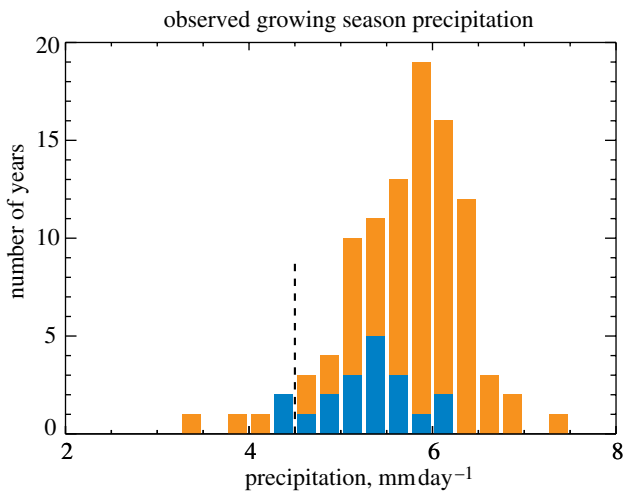 observed growing season precipitation
20
15
10
5
0
number of years
2 4 6 8
precipitation, mm day−1